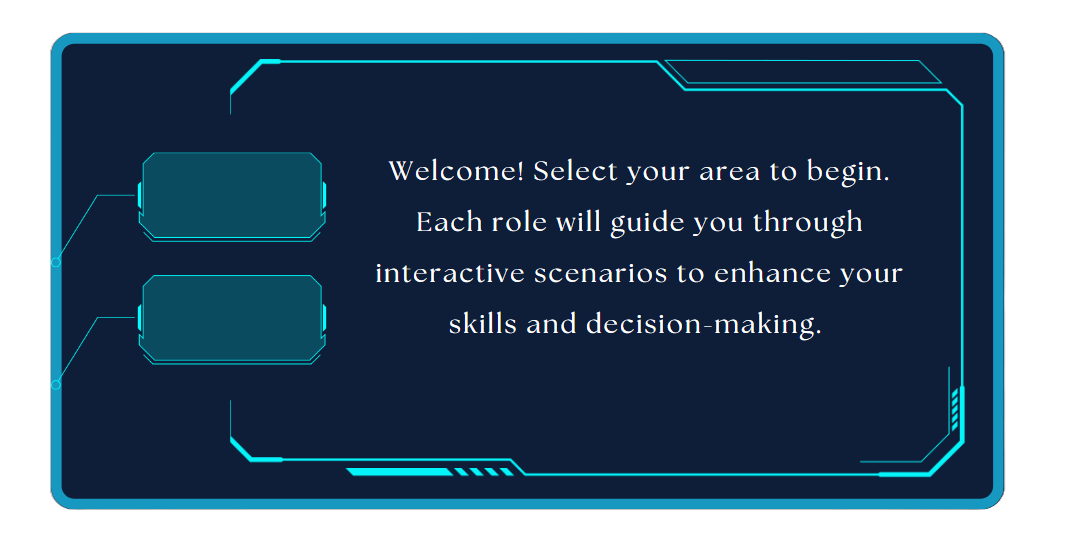 Welcome! Select your area to begin.
Each role will guide you through
interactive scenarios to enhance your
skills and decision-making.